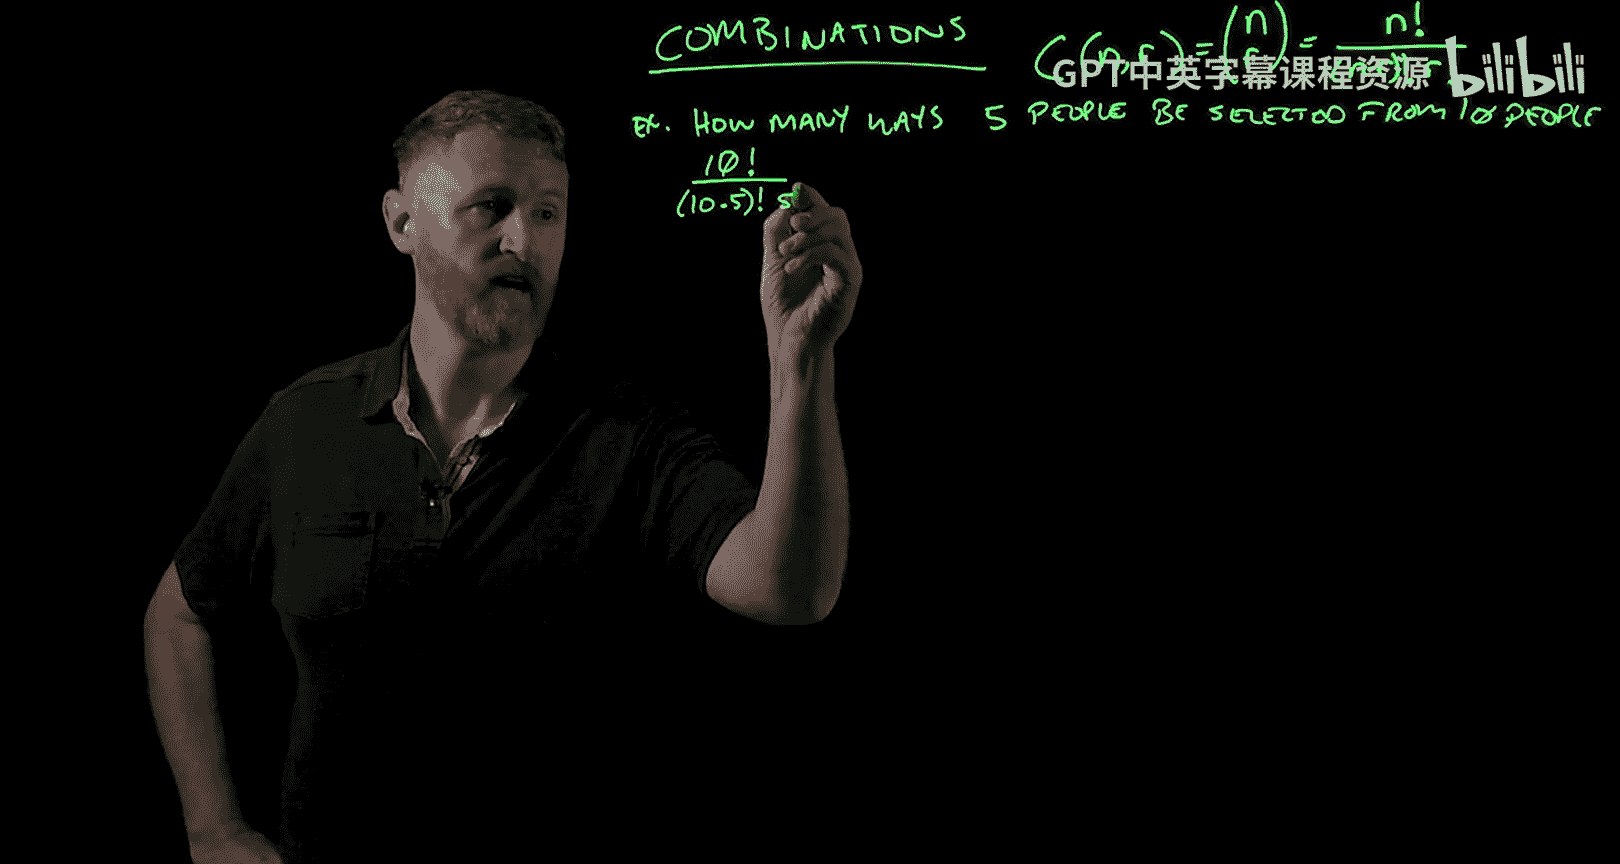 COMBINATIONS C(n,r)=(n r)= n!
GPT中英字幕课程资源 bilibili
EX. HOW MANY WAYS 5 PEOPLE BE SELECTED FROM 10 PEOPLE
10!
(10-5)! 5